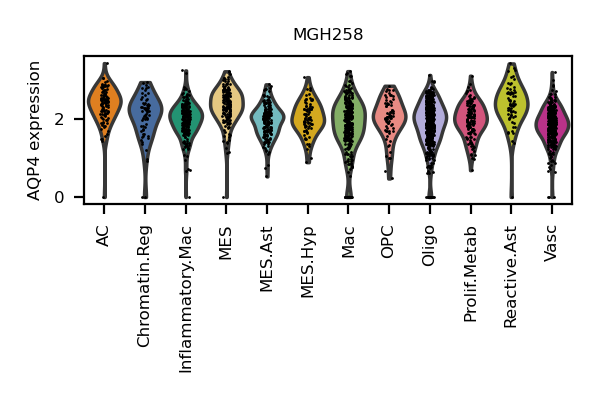 MGH258
AQP4 expression
2
0
AC
Chromatin.Reg
Inflammatory.Mac
MES
MES.Ast
MES.Hyp
Mac
OPC
Oligo
Prolif.Metab
Reactive.Ast
Vasc